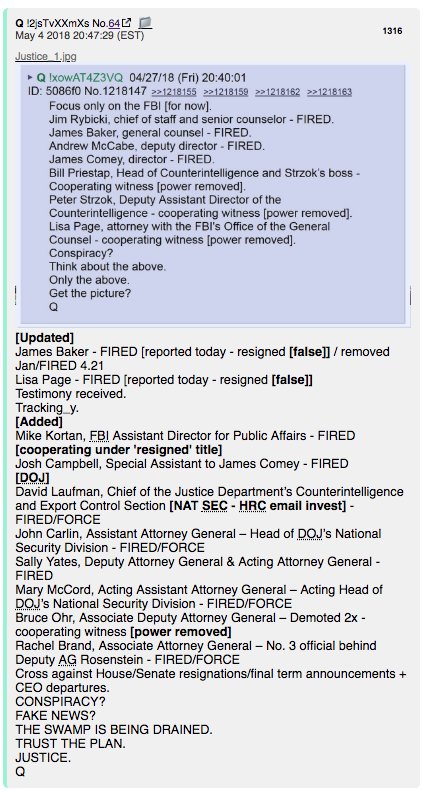 Q !2jsTvXXmXs No.64
May 4 2018 20:47:29 (EST)
1316
Justice_1.jpg
▶ Q !xowAT4Z3VQ 04/27/18 (Fri) 20:40:01
ID: 5086f0 No.1218147 >>1218155 >>1218159 >>1218162 >>1218163
Focus only on the FBI [for now].
Jim Rybicki, chief of staff and senior counselor - FIRED.
James Baker, general counsel - FIRED.
Andrew McCabe, deputy director - FIRED.
James Comey, director - FIRED.
Bill Priestap, Head of Counterintelligence and Strzok's boss -
Cooperating witness [power removed].
Peter Strzok, Deputy Assistant Director of the
Counterintelligence - cooperating witness [power removed].
Lisa Page, attorney with the FBI's Office of the General
Counsel - cooperating witness [power removed].
Conspiracy?
Think about the above.
Only the above.
Get the picture?
Q
[Updated]
James Baker - FIRED [reported today - resigned [false]] / removed
Jan/FIRED 4.21
Lisa Page - FIRED [reported today - resigned [false]]
Testimony received.
Tracking_y.
[Added]
Mike Kortan, FBI Assistant Director for Public Affairs - FIRED
[cooperating under 'resigned' title]
Josh Campbell, Special Assistant to James Comey - FIRED
[DOJ]
David Laufman, Chief of the Justice Department's Counterintelligence
and Export Control Section [NAT SEC - HRC email invest] -
FIRED/FORCE
John Carlin, Assistant Attorney General – Head of DOJ's National
Security Division - FIRED/FORCE
Sally Yates, Deputy Attorney General & Acting Attorney General -
FIRED
Mary McCord, Acting Assistant Attorney General – Acting Head of
DOJ's National Security Division - FIRED/FORCE
Bruce Ohr, Associate Deputy Attorney General – Demoted 2x -
cooperating witness [power removed]
Rachel Brand, Associate Attorney General – No. 3 official behind
Deputy AG Rosenstein - FIRED/FORCE
Cross against House/Senate resignations/final term announcements +
CEO departures.
CONSPIRACY?
FAKE NEWS?
THE SWAMP IS BEING DRAINED.
TRUST THE PLAN.
JUSTICE.
Q